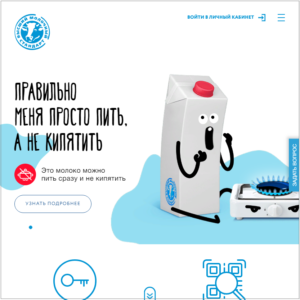 ВОЙТИ В ЛИЧНЫЙ КАБИНЕТ
ПРАВИЛЬНО
МЕНЯ ПРОСТО ПИТЬ,
А НЕ КИПЯТИТЬ
Это молоко можно
пить сразу и не кипятить
УЗНАТЬ ПОДРОБНЕЕ
ЗАДАТЬ ВОПРОС